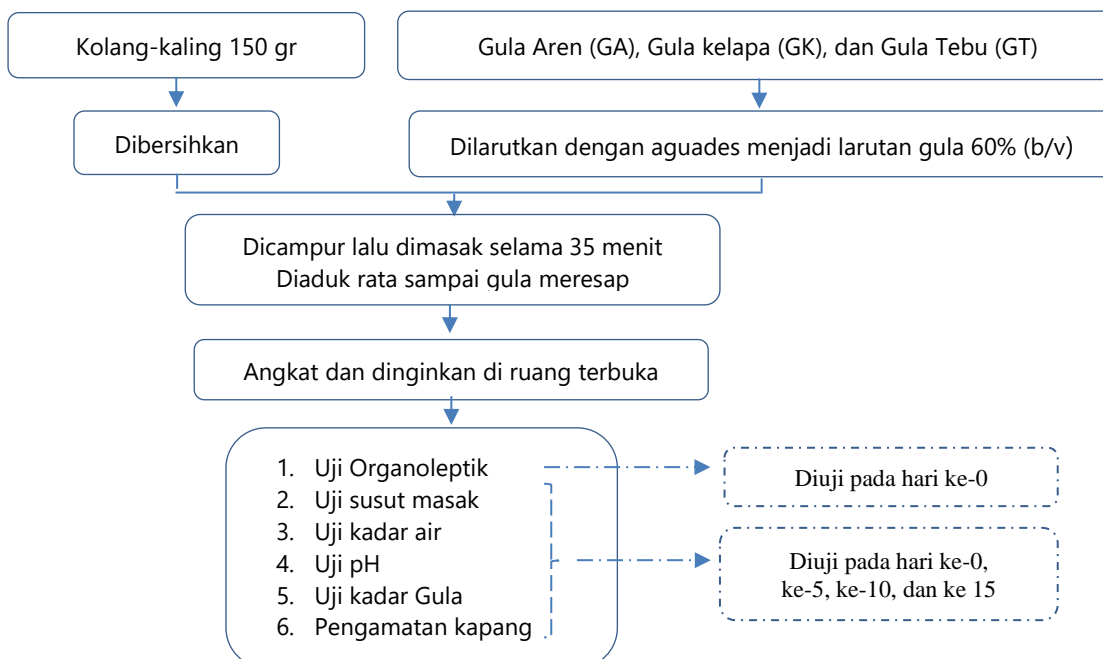 Kolang-kaling 150 gr
Gula Aren (GA), Gula kelapa (GK), dan Gula Tebu (GT)
Dibersihkan
Dilarutkan dengan aguades menjadi larutan gula 60% (b/v)
Dicampur lalu dimasak selama 35 menit
Diaduk rata sampai gula meresap
Angkat dan dinginkan di ruang terbuka
1. Uji Organoleptik
2. Uji susut masak
3. Uji kadar air
4. Uji pH
5. Uji kadar Gula
6. Pengamatan kapang
Diuji pada hari ke-0
Diuji pada hari ke-0,
ke-5, ke-10, dan ke 15